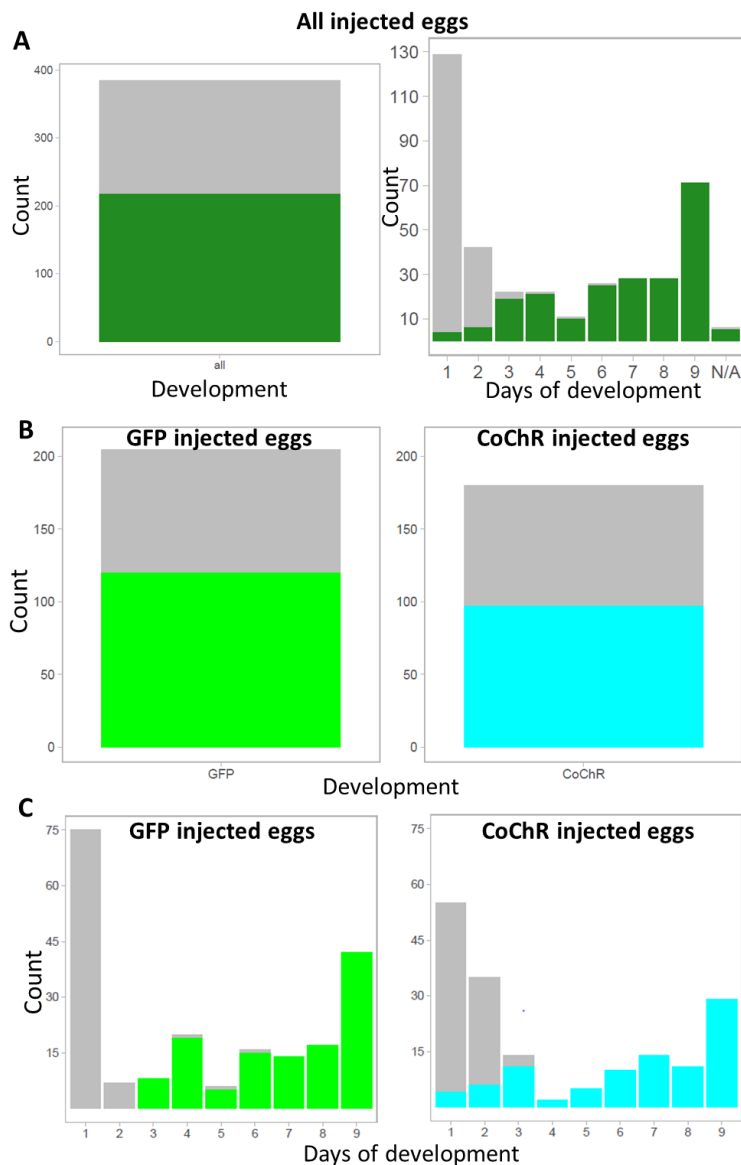 All injected eggs
A
Count
400
300
200
100
0
all
Development
Count
130
110
90
70
50
30
10
1 2 3 4 5 6 7 8 9 N/A
Days of development
B
GFP injected eggs
Count
200
150
100
50
0
GFP
CoChR injected eggs
200
150
100
50
0
CoChR
Development
C
GFP injected eggs
Count
75
60
45
30
15
1 2 3 4 5 6 7 8 9
CoChR injected eggs
75
60
45
30
15
1 2 3 4 5 6 7 8 9
Days of development